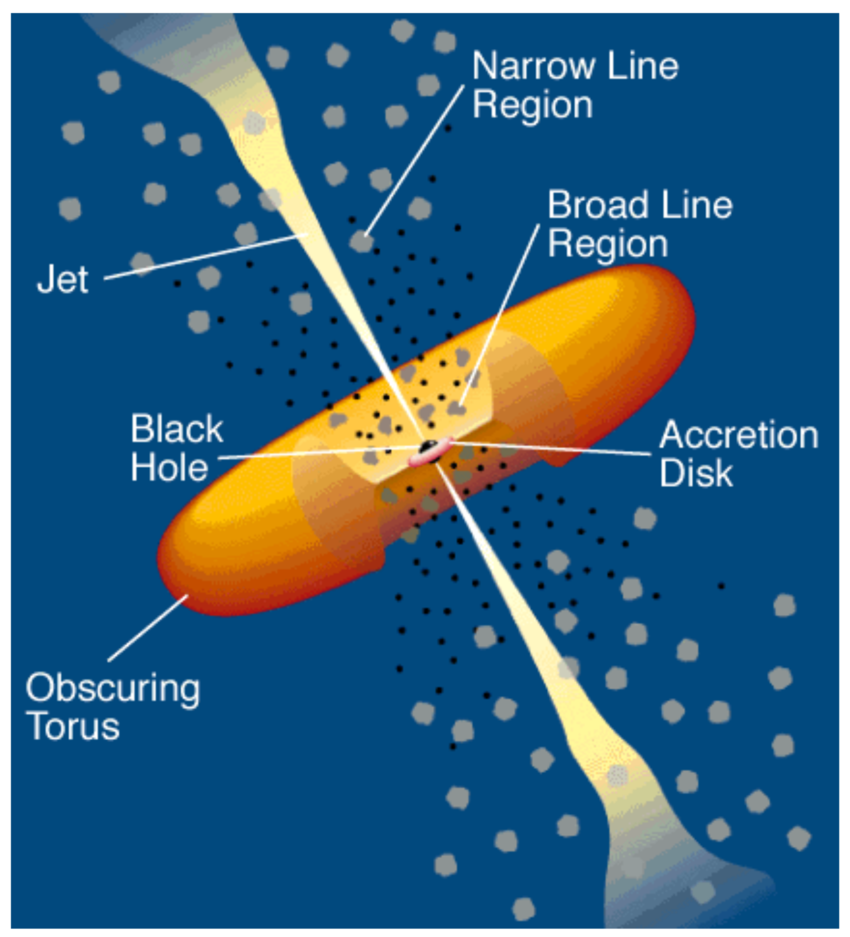 Narrow Line
Region
Broad Line
Region
Jet
Black
Hole
Accretion
Disk
Obscuring
Torus